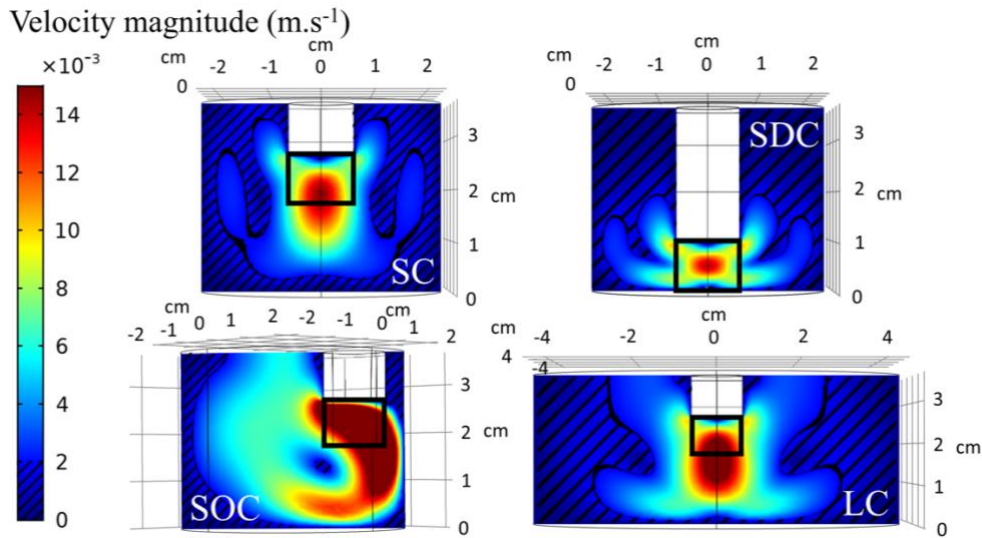 Velocity magnitude (m.s⁻¹)
×10⁻³
14
12
10
8
6
4
2
0
cm
cm
-2 -1 0 1 2
0
3
2 cm
1
0
SC
cm
cm
-2 -1 0 1 2
0
SDC
3
2 cm
1
0
cm
cm
-2 -1 0 1 2 -2 -1 0 1 2
3
2 cm
1
0
SOC
cm
-4 -2 0 2 4
4
-4
3
2 cm
1
0
LC